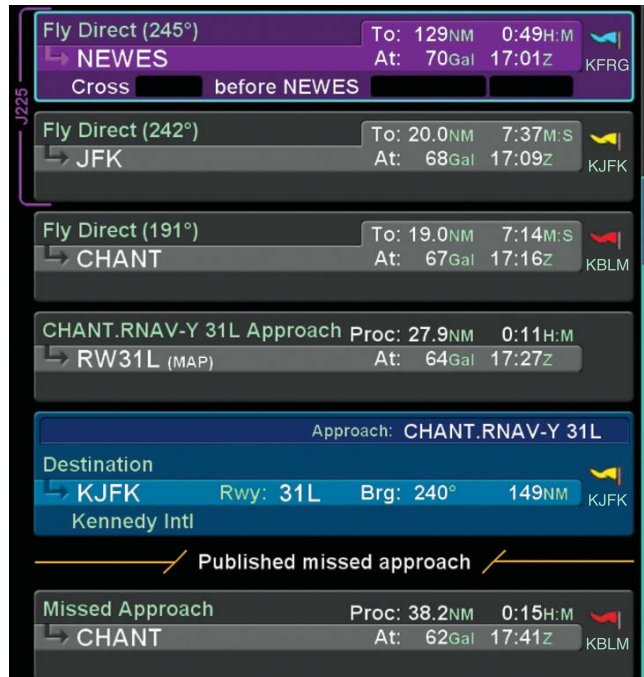 J225
Fly Direct (245°) To: 129NM 0:49H:M
NEWES At: 70Gal 17:01Z KFRG
Cross before NEWES
Fly Direct (242°) To: 20.0NM 7:37M:S
JFK At: 68Gal 17:09Z KJFK
Fly Direct (191°) To: 19.0NM 7:14M:S
CHANT At: 67Gal 17:16Z KBLM
CHANT.RNAV-Y 31L Approach Proc: 27.9NM 0:11H:M
RW31L (MAP) At: 64Gal 17:27Z
Approach: CHANT.RNAV-Y 31L
Destination
KJFK Rwy: 31L Brg: 240° 149NM KJFK
Kennedy Intl
Published missed approach
Missed Approach Proc: 38.2NM 0:15H:M
CHANT At: 62Gal 17:41Z KBLM